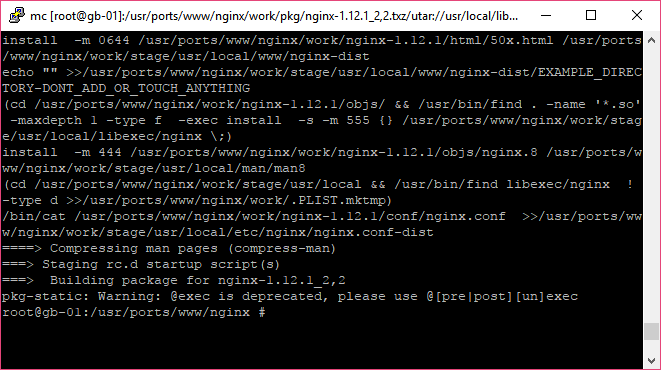 mc [root@gb-01]:/usr/ports/www/nginx/work/pkg/nginx-1.12.1_2,2.txz/utar://usr/local/lib...
install  -m 0644 /usr/ports/www/nginx/work/nginx-1.12.1/html/50x.html /usr/ports
/www/nginx/work/stage/usr/local/www/nginx-dist
echo "" >>/usr/ports/www/nginx/work/stage/usr/local/www/nginx-dist/EXAMPLE_DIREC
TORY-DONT_ADD_OR_TOUCH_ANYTHING
(cd /usr/ports/www/nginx/work/nginx-1.12.1/objs/ && /usr/bin/find . -name '*.so'
 -maxdepth 1 -type f  -exec install  -s -m 555 {} /usr/ports/www/nginx/work/stag
e/usr/local/libexec/nginx \;)
install  -m 444 /usr/ports/www/nginx/work/nginx-1.12.1/objs/nginx.8 /usr/ports/w
ww/nginx/work/stage/usr/local/man/man8
(cd /usr/ports/www/nginx/work/stage/usr/local && /usr/bin/find libexec/nginx  !
-type d >>/usr/ports/www/nginx/work/.PLIST.mktmp)
/bin/cat /usr/ports/www/nginx/work/nginx-1.12.1/conf/nginx.conf  >>/usr/ports/ww
w/nginx/work/stage/usr/local/etc/nginx/nginx.conf-dist
====> Compressing man pages (compress-man)
===> Staging rc.d startup script(s)
===>  Building package for nginx-1.12.1_2,2
pkg-static: Warning: @exec is deprecated, please use @[pre|post][un]exec
root@gb-01:/usr/ports/www/nginx #